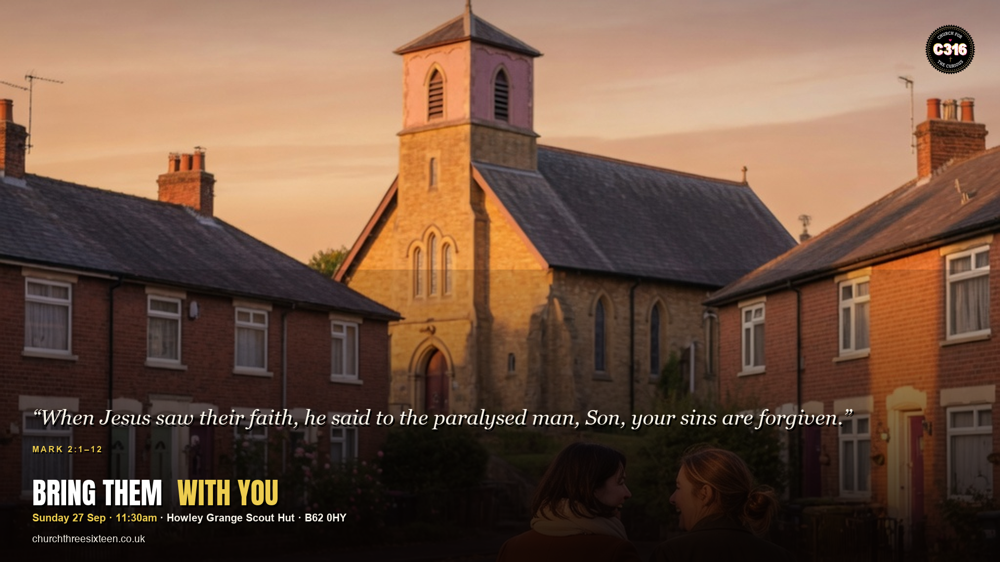 CHURCH FOR
C316
THE CURIOUS
“When Jesus saw their faith, he said to the paralysed man, Son, your sins are forgiven.”
MARK 2:1–12
BRING THEM WITH YOU
Sunday 27 Sep · 11:30am · Howley Grange Scout Hut · B62 0HY
churchthreesixteen.co.uk